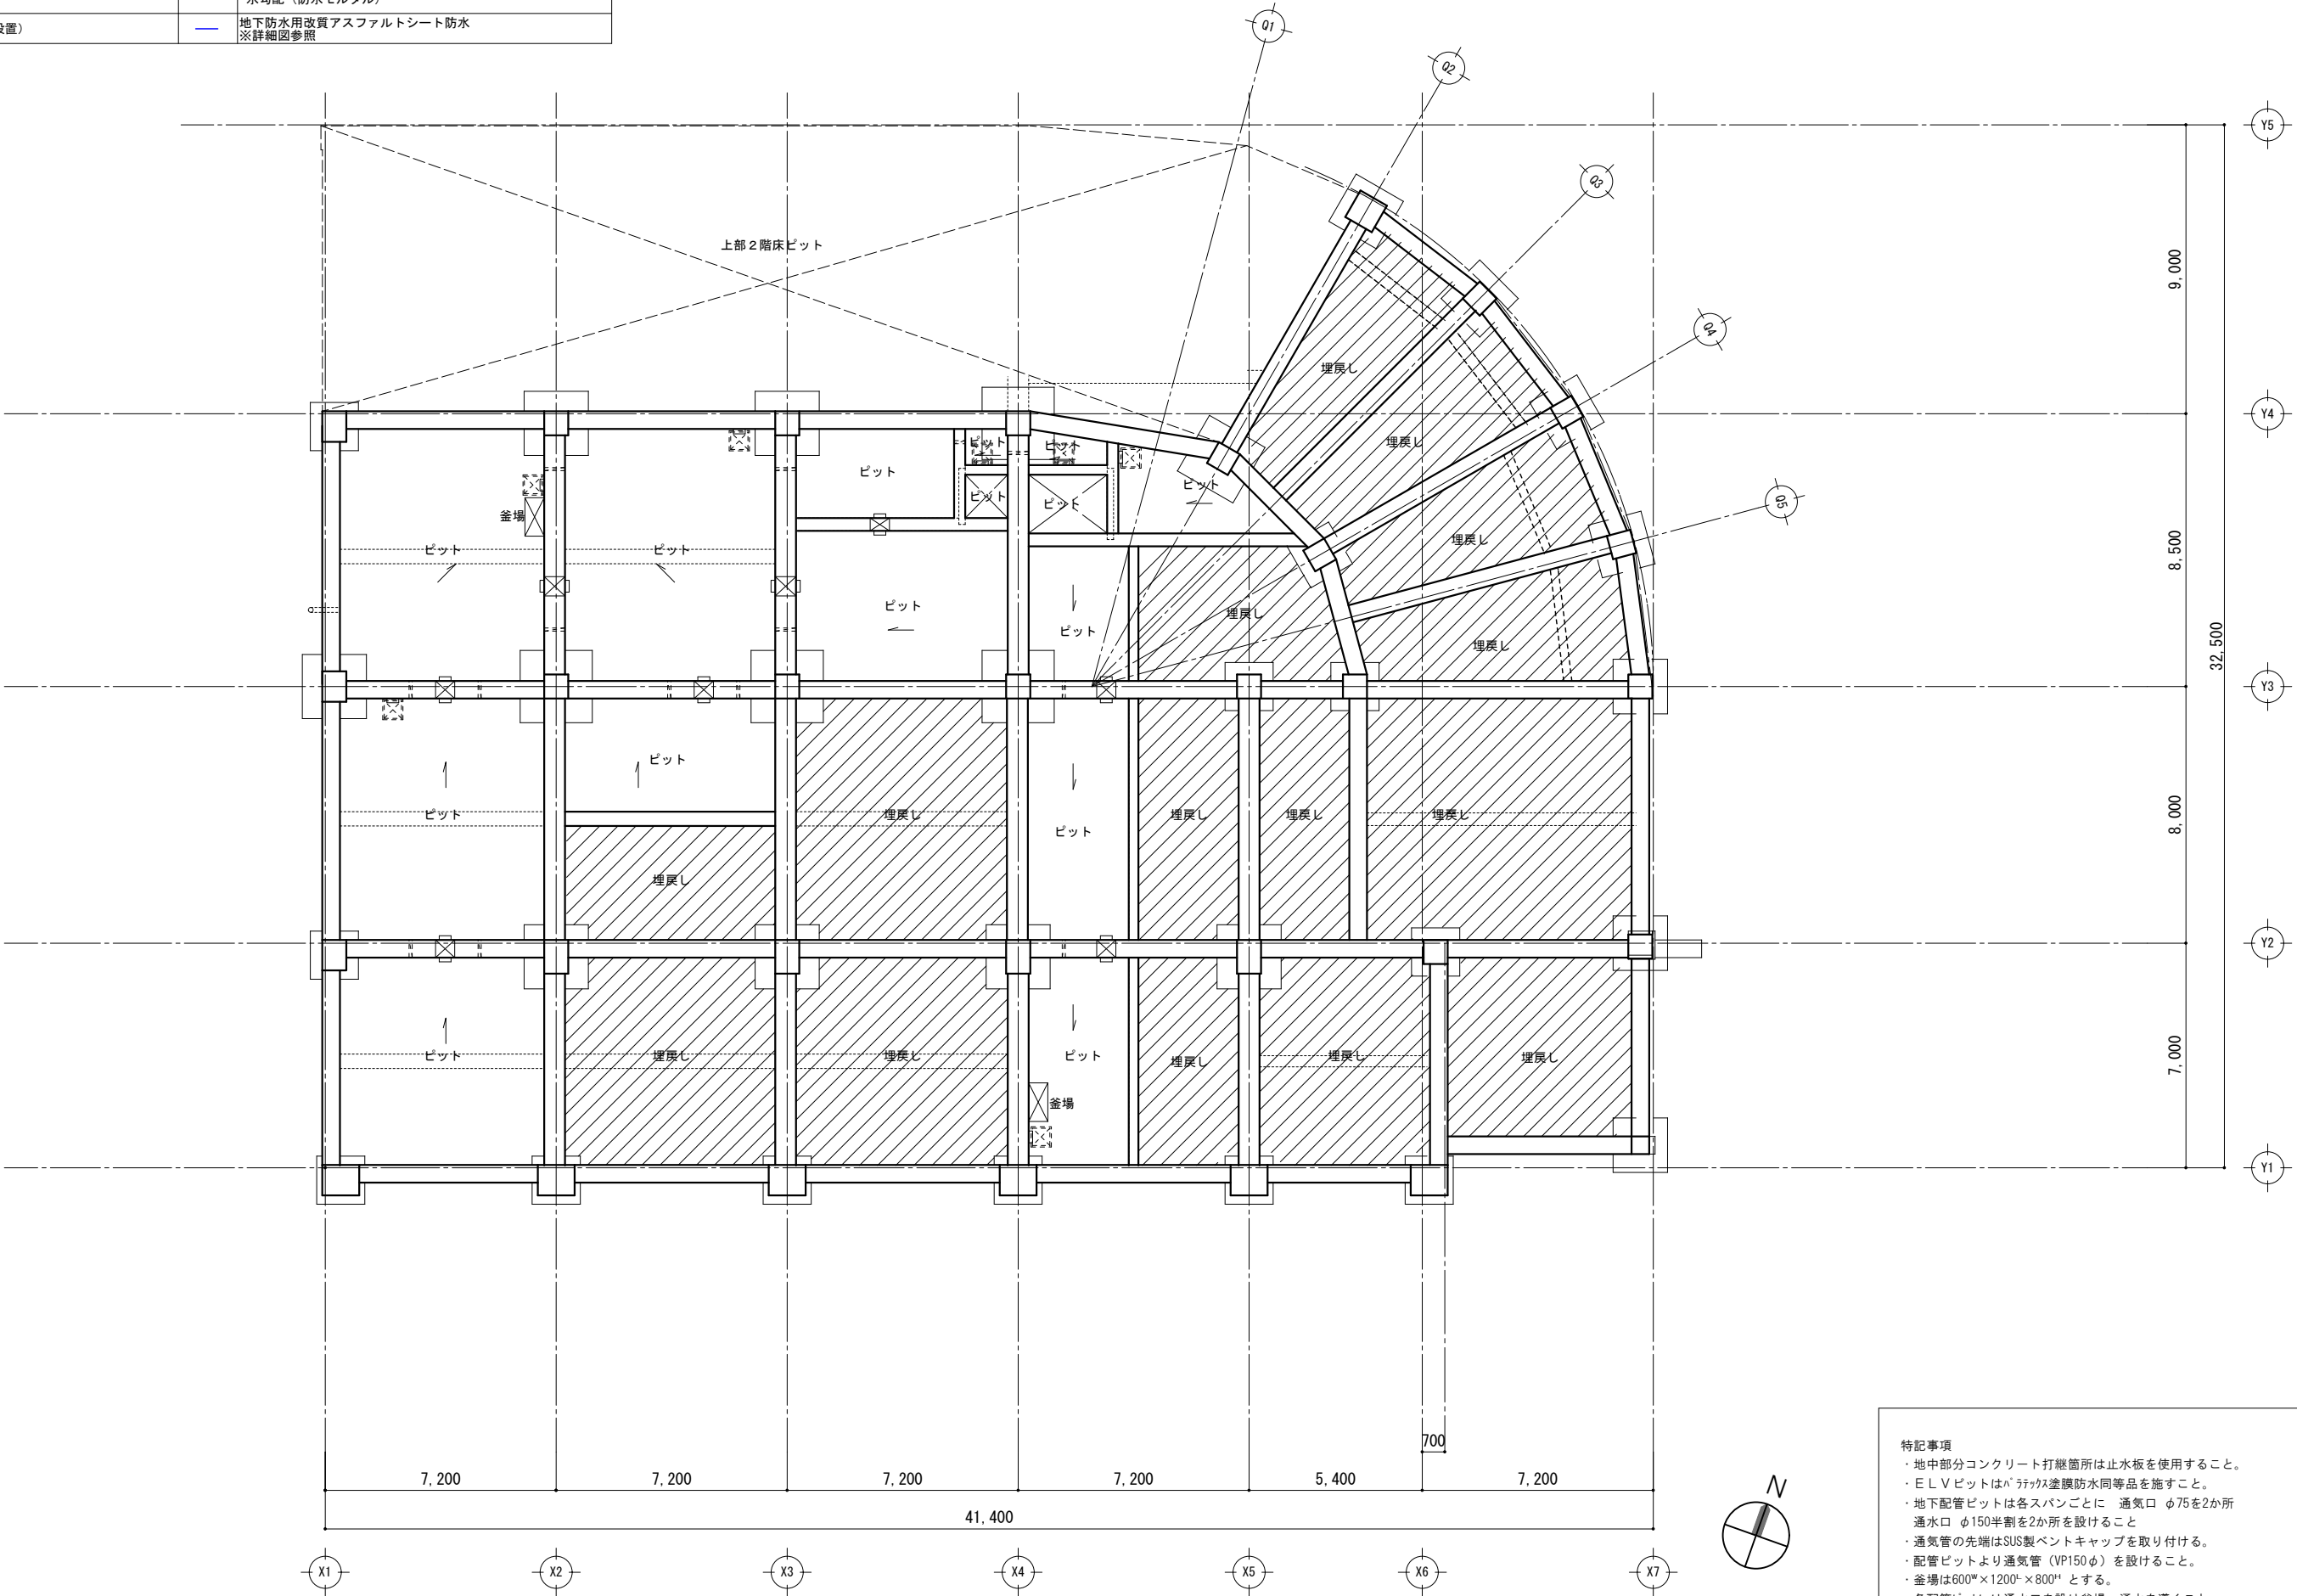 置）
地下防水用改質アスファルトシート防水
※詳細図参照
Q1
Q2
Q3
Q4
Q5
Y5
Y4
Y3
Y2
Y1
9,000
8,500
8,000
7,000
32,500
上部２階床ピット
埋戻し
埋戻し
埋戻し
埋戻し
埋戻し
ピット
ピット
ピット
ピット
ピット
ピット
釜場
ピット
ピット
ピット
ピット
ピット
ピット
ピット
埋戻し
埋戻し
埋戻し
埋戻し
埋戻し
ピット
ピット
埋戻し
埋戻し
ピット
埋戻し
埋戻し
埋戻し
釜場
700
7,200
7,200
7,200
7,200
5,400
7,200
41,400
X1
X2
X3
X4
X5
X6
X7
N
特記事項
・地中部分コンクリート打継箇所は止水板を使用すること。
・ＥＬＶピットはﾊﾟﾗﾃｯｸｽ塗膜防水同等品を施すこと。
・地下配管ピットは各スパンごとに　通気口 φ75を2か所
通水口 φ150半割を2か所を設けること
・通気管の先端はSUS製ベントキャップを取り付ける。
・配管ピットより通気管（VP150φ）を設けること。
・釜場は600ᵂ×1200ᴸ×800ᴴ とする。